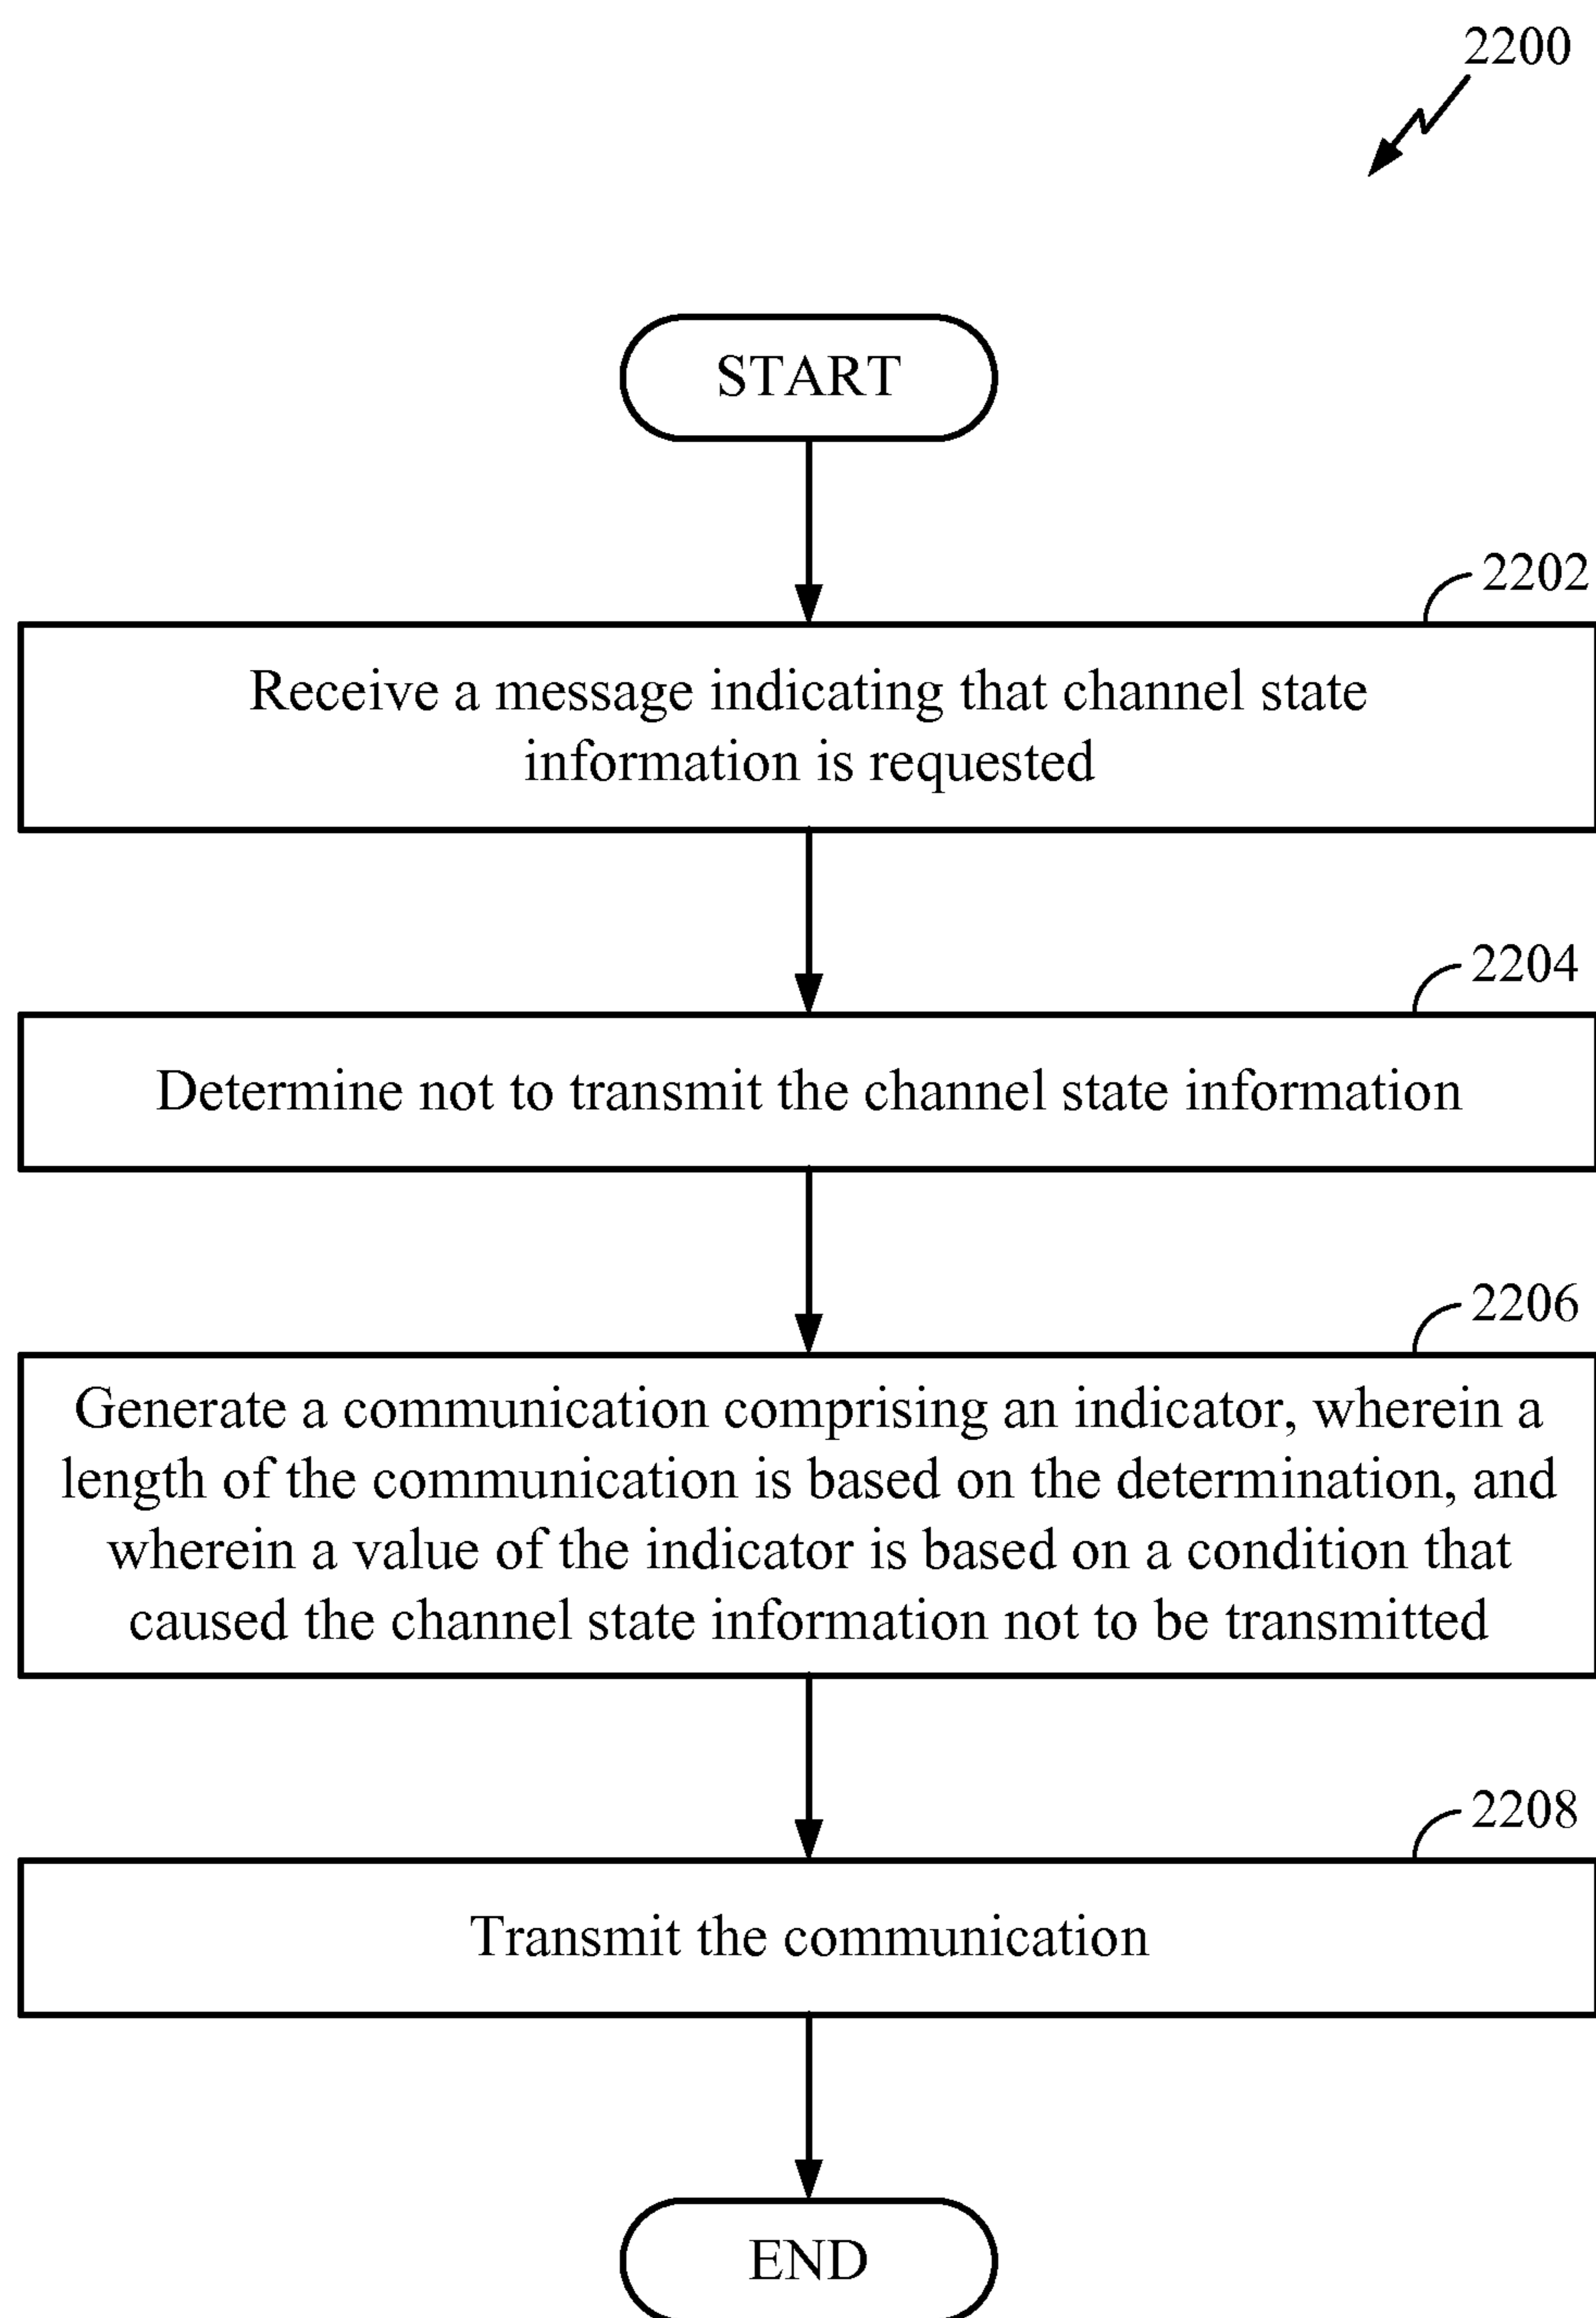 2200
START
2202
Receive a message indicating that channel state
information is requested
2204
Determine not to transmit the channel state information
2206
Generate a communication comprising an indicator, wherein a
length of the communication is based on the determination, and
wherein a value of the indicator is based on a condition that
caused the channel state information not to be transmitted
2208
Transmit the communication
END